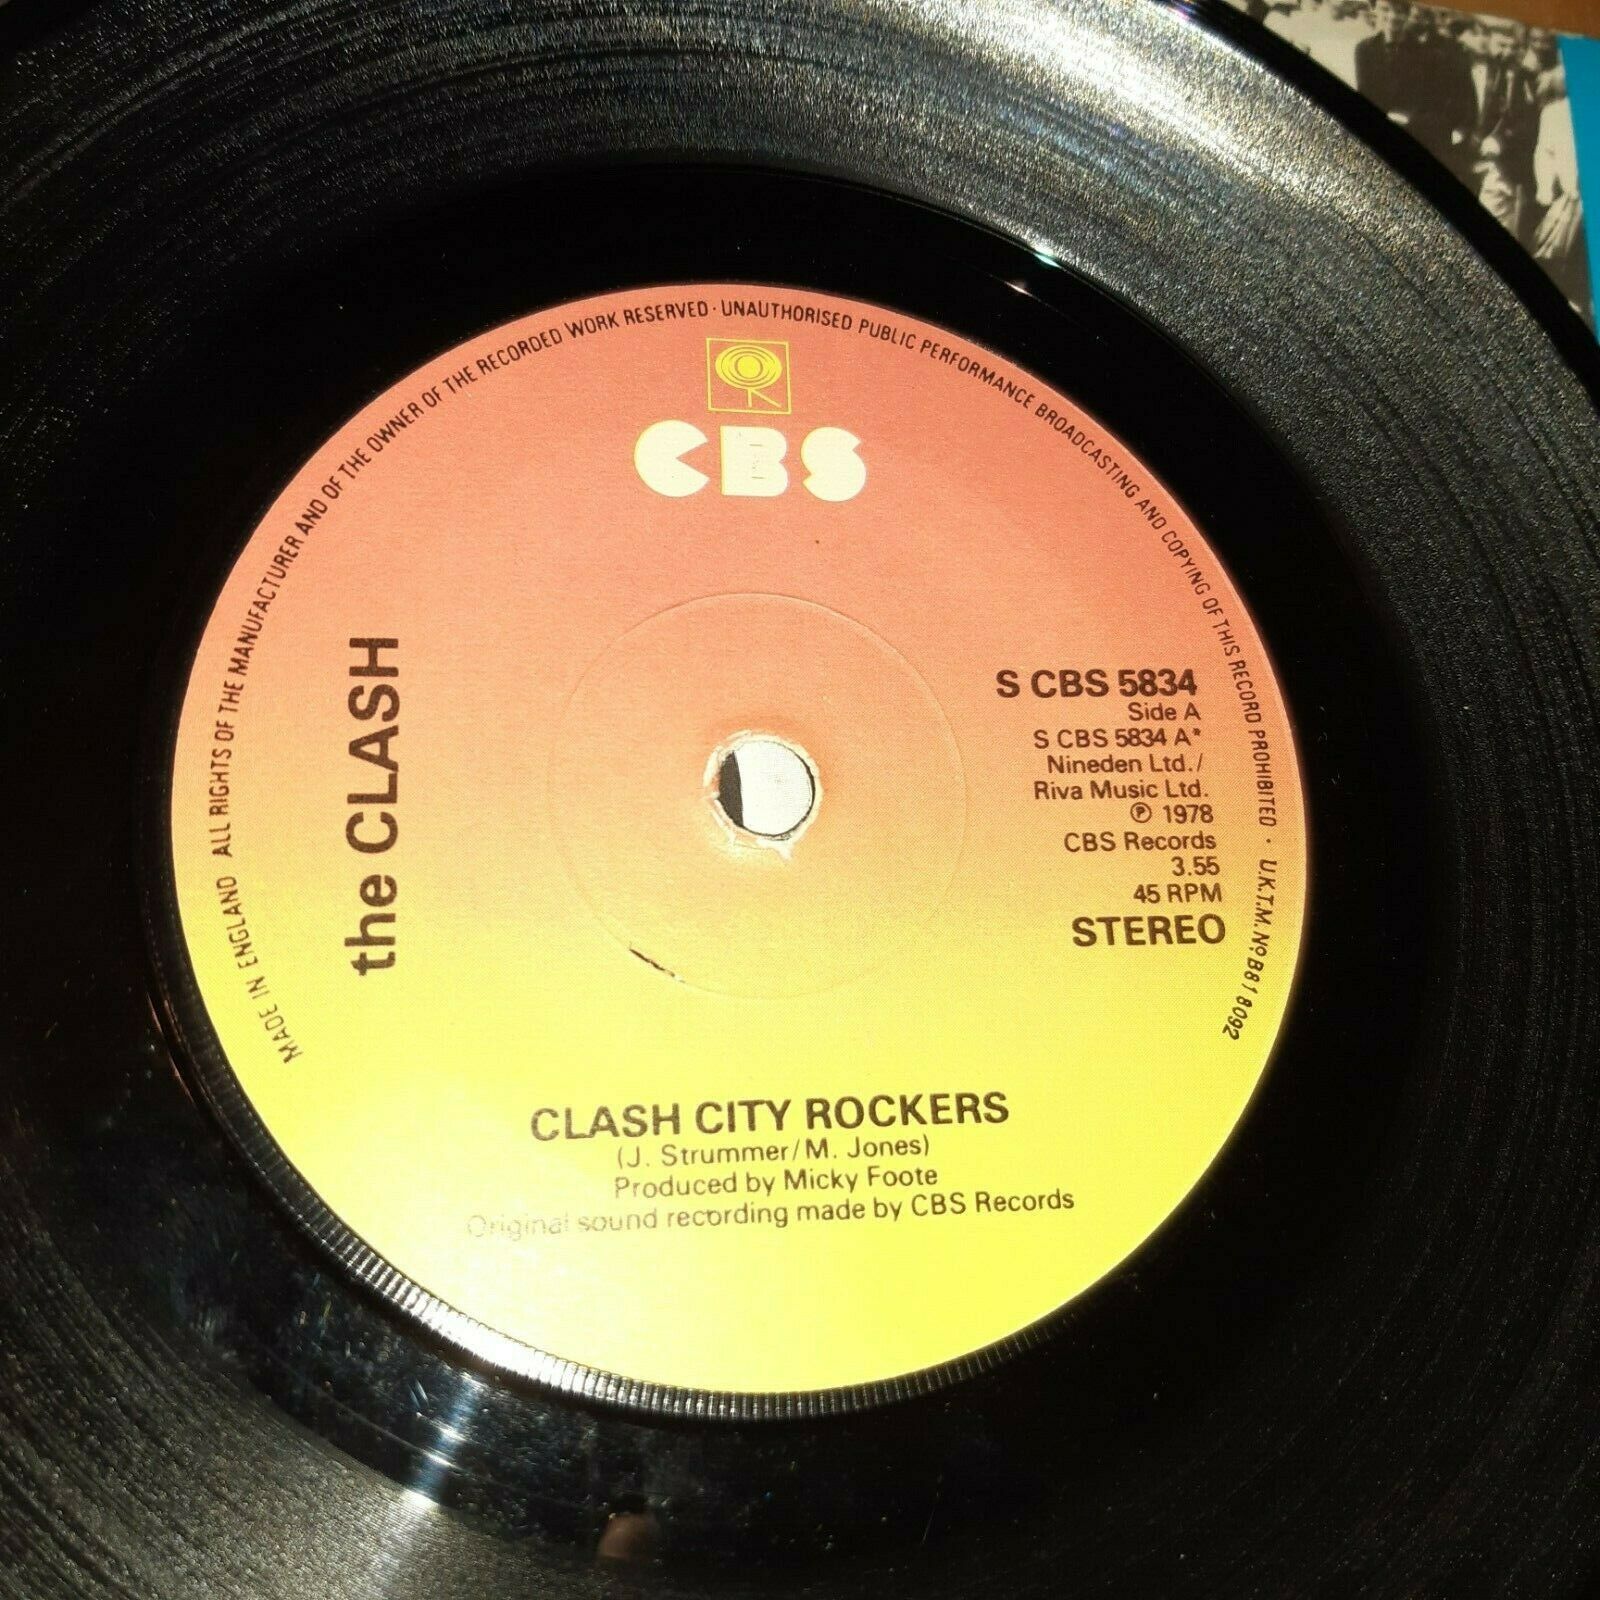 MADE IN ENGLAND ALL RIGHTS OF THE MANUFACTURER AND OF THE OWNER OF THE RECORDED WORK RESERVED · UNAUTHORISED PUBLIC PERFORMANCE BROADCASTING AND COPYING OF THIS RECORD PROHIBITED · U.K.T.M. Nº B818092
CBS
the CLASH
S CBS 5834
Side A
S CBS 5834 A*
Nineden Ltd./
Riva Music Ltd.
℗ 1978
CBS Records
3.55
45 RPM
STEREO
CLASH CITY ROCKERS
(J. Strummer/M. Jones)
Produced by Micky Foote
Original sound recording made by CBS Records